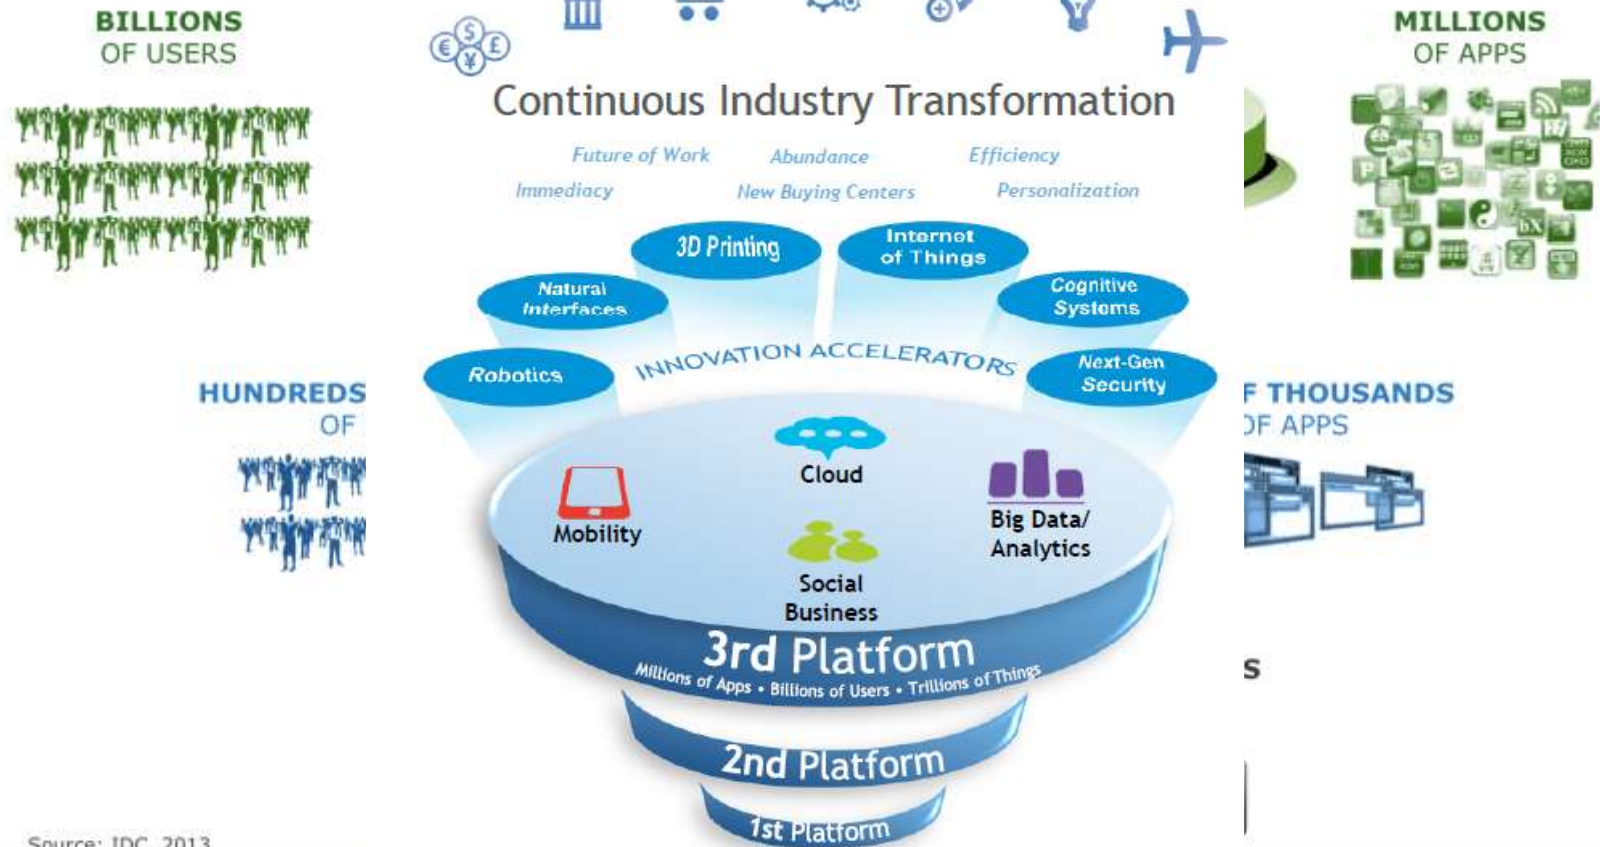 BILLIONS
OF USERS
MILLIONS
OF APPS
Continuous Industry Transformation
Future of Work
Abundance
Efficiency
Immediacy
New Buying Centers
Personalization
3D Printing
Internet
of Things
Natural
Interfaces
Cognitive
Systems
Robotics
INNOVATION ACCELERATORS
Next-Gen
Security
HUNDREDS
OF
F THOUSANDS
OF APPS
Cloud
Mobility
Big Data/
Analytics
Social
Business
3rd Platform
Millions of Apps • Billions of Users • Trillions of Things
S
2nd Platform
1st Platform
Source: IDC, 2013